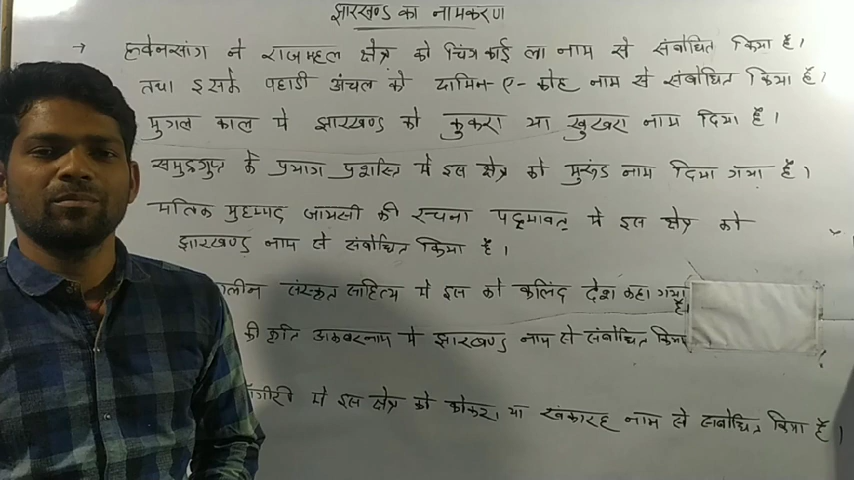 झारखण्ड का नामकरण
→ ह्वेनसांग ने राजमहल क्षेत्र को चिंग काई ला नाम से संबोधित किया है।
तथा इसके पहाडी अंचल को दामिन-ए-कोह नाम से संबोधित किया है।
मुगल काल में झारखण्ड को कुकरा या खुखरा नाम दिया है।
समुद्रगुप्त के प्रयाग प्रशस्ति में इस क्षेत्र को मुरूंड नाम दिया गया है।
मलिक मुहम्मद जायसी की रचना पद्मावत् में इस क्षेत्र को
झारखण्ड नाम से संबोधित किया है।
लीन संस्कृत साहित्य में इस को कलिंद देश कहा गया है।
की कृति अकबरनामा में झारखण्ड नाम से संबोधित किया
में इस क्षेत्र को कोकरा या खंकारह नाम से संबोधित किया है।